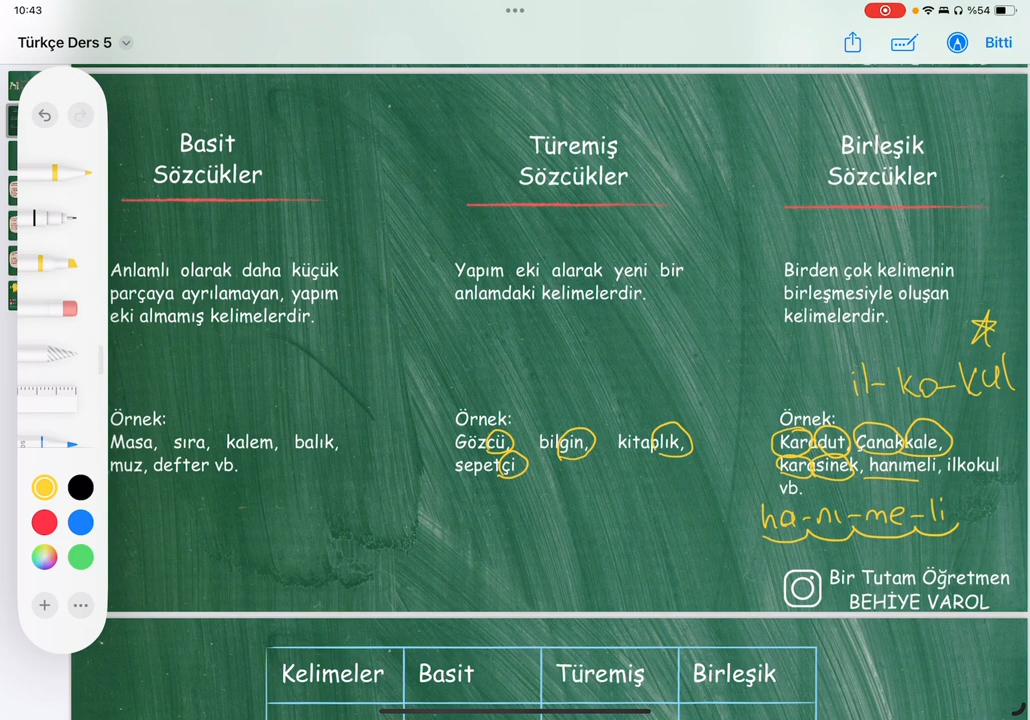 10:43
%54
Türkçe Ders 5
Bitti
Basit
Sözcükler
Anlamlı olarak daha küçük
parçaya ayrılamayan, yapım
eki almamış kelimelerdir.
Örnek:
Masa, sıra, kalem, balık,
muz, defter vb.
Türemiş
Sözcükler
Yapım eki alarak yeni bir
anlamdaki kelimelerdir.
Örnek:
Gözcü, bilgin, kitaplık,
sepetçi
Birleşik
Sözcükler
Birden çok kelimenin
birleşmesiyle oluşan
kelimelerdir.
il-ko-kul
Örnek:
Karadut, Çanakkale,
karasinek, hanımeli, ilkokul
vb.
ha-nı-me-li
Bir Tutam Öğretmen
BEHİYE VAROL
Kelimeler Basit Türemiş Birleşik